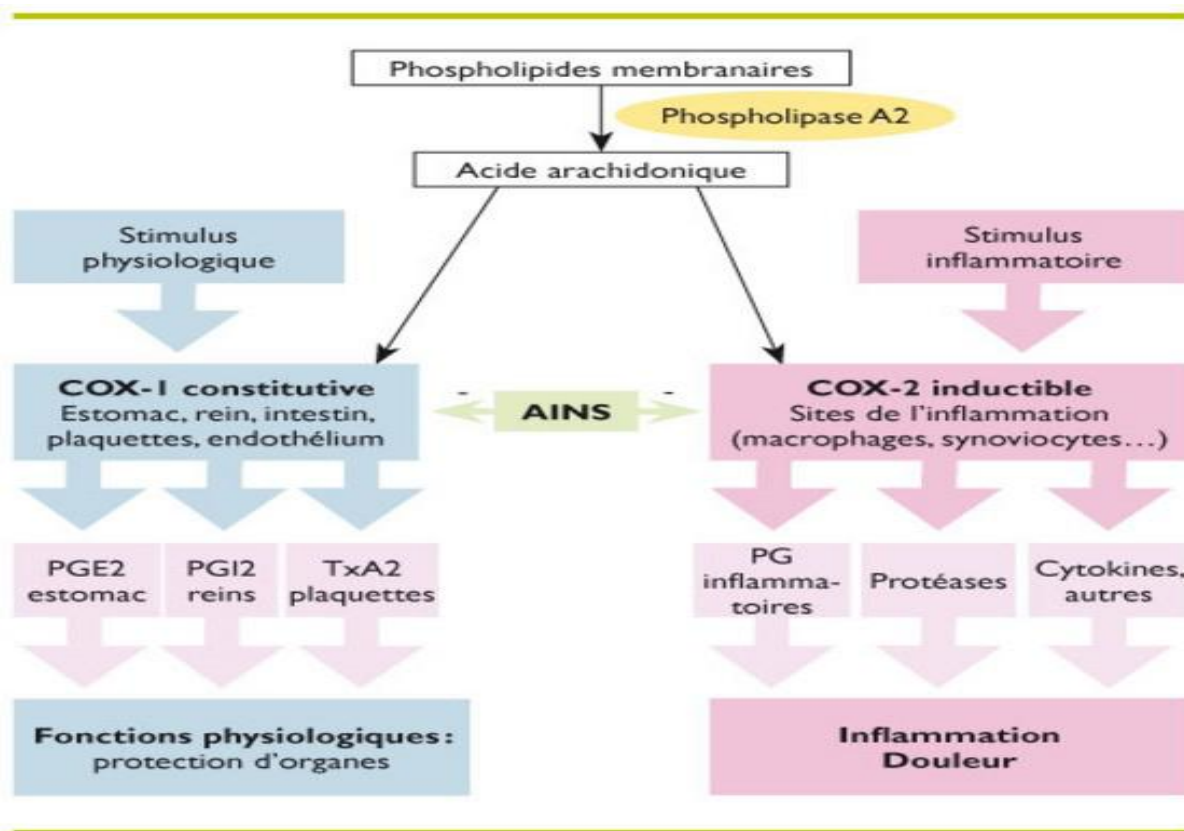 Phospholipides membranaires
Phospholipase A2
Acide arachidonique
Stimulus
physiologique
Stimulus
inflammatoire
COX-1 constitutive
Estomac, rein, intestin,
plaquettes, endothélium
- AINS -
COX-2 inductible
Sites de l'inflammation
(macrophages, synoviocytes...)
PGE2
estomac
PGI2
reins
TxA2
plaquettes
PG
inflamma-
toires
Protéases
Cytokines,
autres
Fonctions physiologiques :
protection d'organes
Inflammation
Douleur